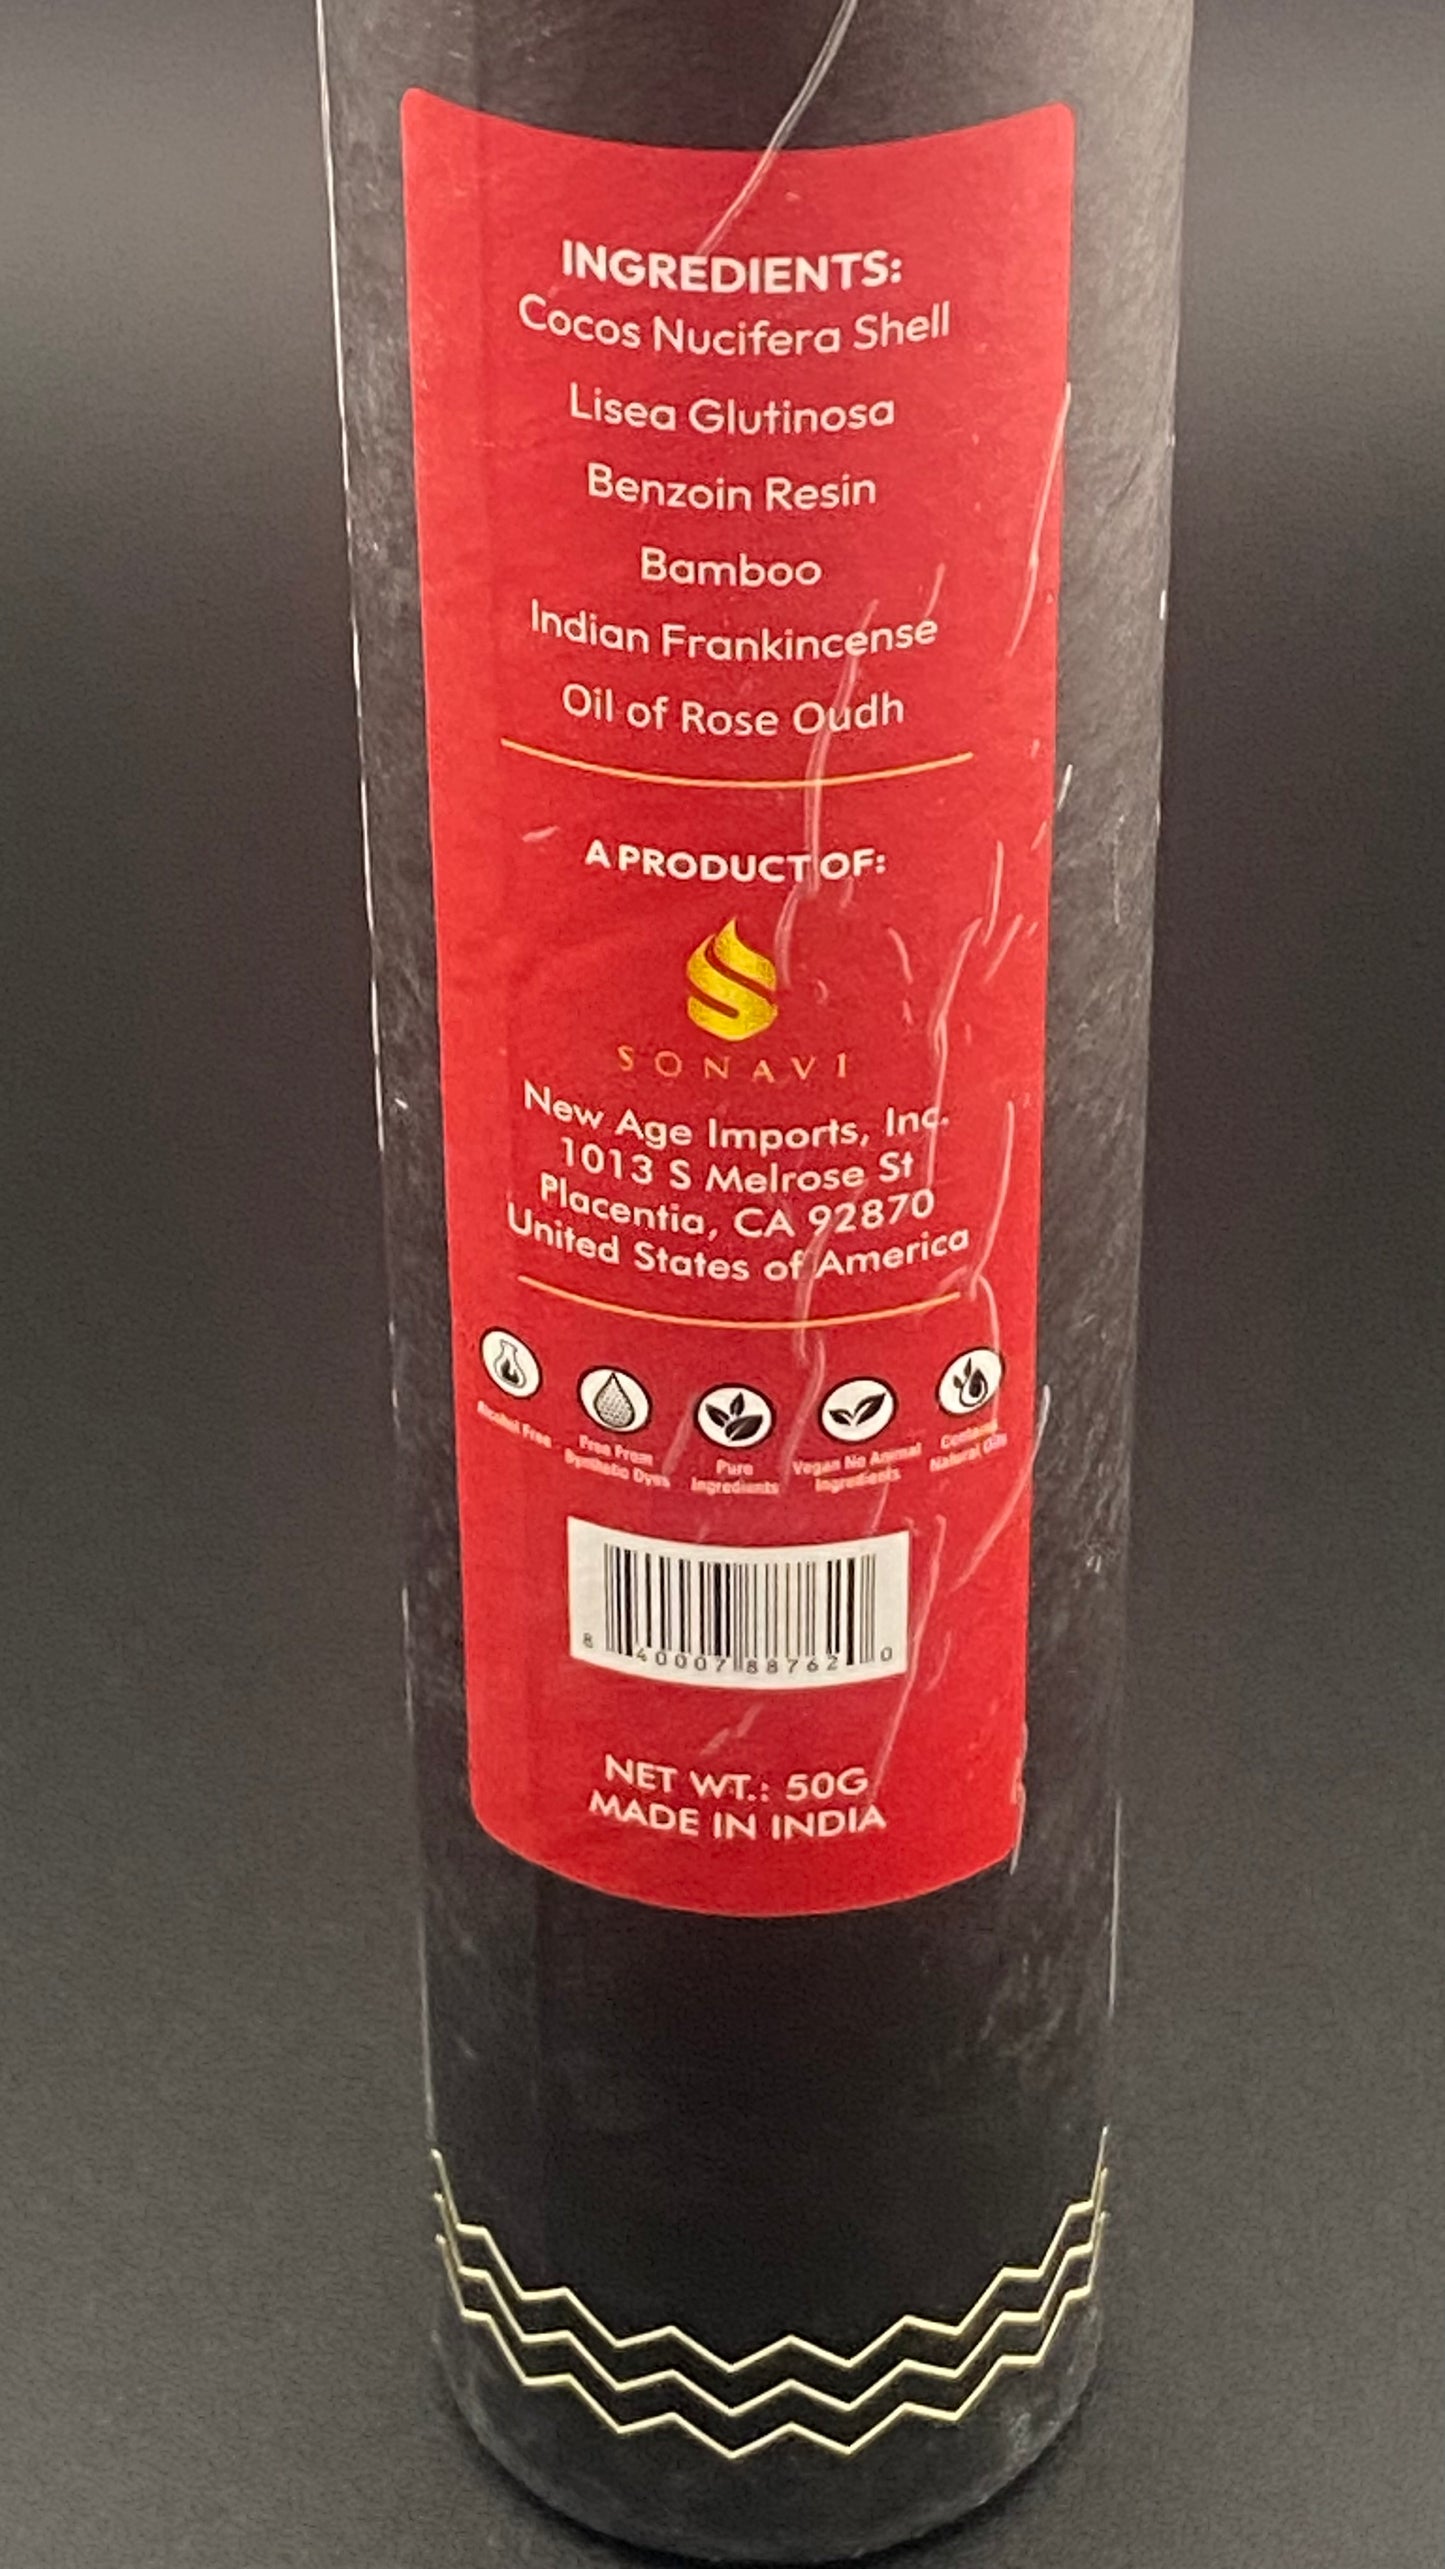 INGREDIENTS:
Cocos Nucifera Shell
Lisea Glutinosa
Benzoin Resin
Bamboo
Indian Frankincense
Oil of Rose Oudh
A PRODUCT OF:
SONAVI
New Age Imports, Inc.
1013 S Melrose St
Placentia, CA 92870
United States of America
Alcohol Free
Free From
Synthetic Dyes
Pure
Ingredients
Vegan No Animal
Ingredients
Contains
Natural Oils
8 40007 88762 0
NET WT.: 50G
MADE IN INDIA